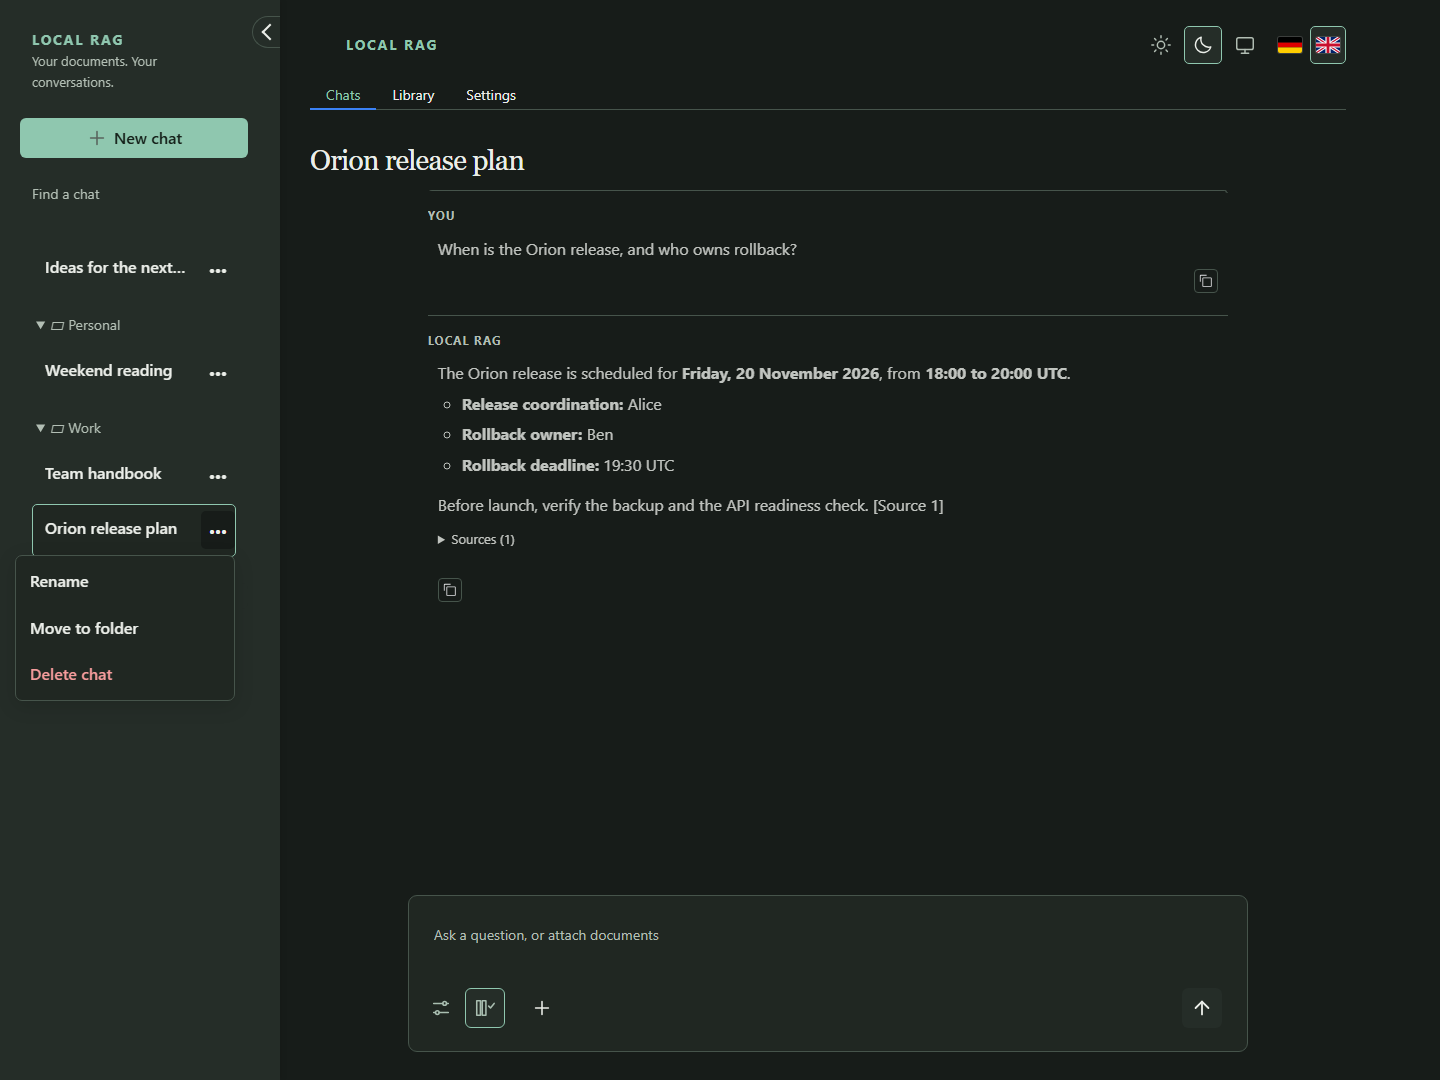 LOCAL RAG
Your documents. Your
conversations.
New chat
Find a chat
Ideas for the next...
Personal
Weekend reading
Work
Team handbook
Orion release plan
Rename
Move to folder
Delete chat
LOCAL RAG
Chats
Library
Settings
Orion release plan
YOU
When is the Orion release, and who owns rollback?
LOCAL RAG
The Orion release is scheduled for Friday, 20 November 2026, from 18:00 to 20:00 UTC.
Release coordination: Alice
Rollback owner: Ben
Rollback deadline: 19:30 UTC
Before launch, verify the backup and the API readiness check. [Source 1]
Sources (1)
Ask a question, or attach documents